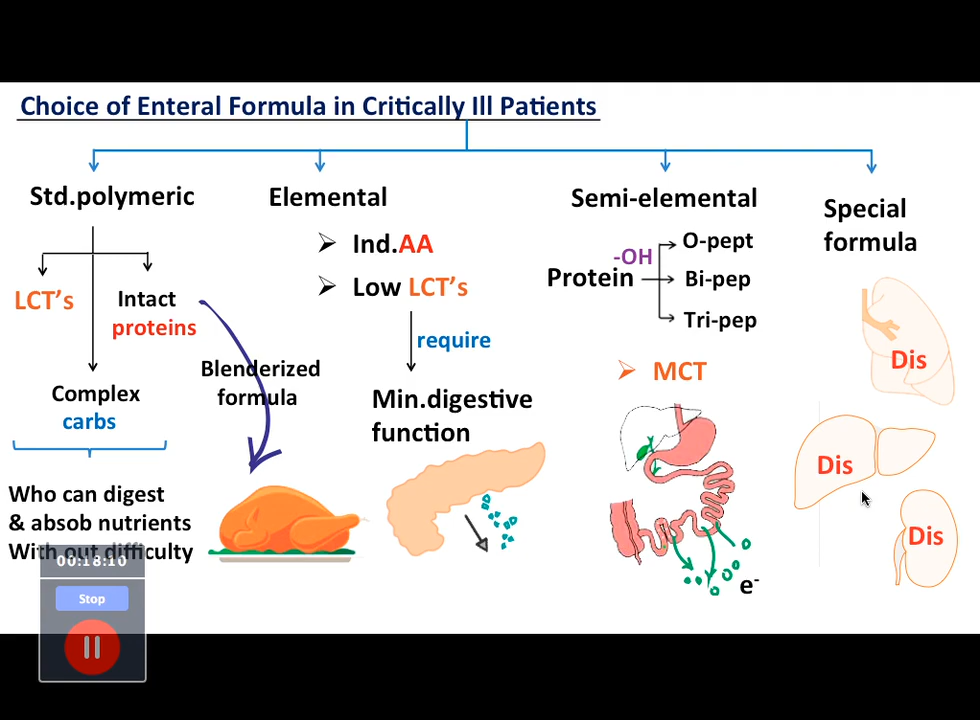 Choice of Enteral Formula in Critically Ill Patients
Std.polymeric
LCT's
Intact
proteins
Complex
carbs
Who can digest
& absob nutrients
With out difficulty
Blenderized
formula
Elemental
Ind.AA
Low LCT's
require
Min.digestive
function
Semi-elemental
Protein
-OH
O-pept
Bi-pep
Tri-pep
MCT
e-
Special
formula
Dis
Dis
Dis
00:18:10
Stop